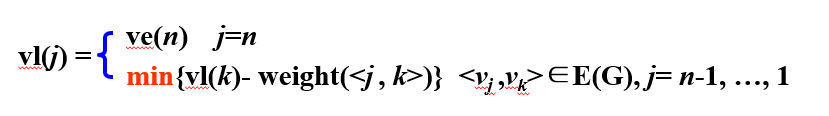 ve(n) j=n
vl(j) = {
min{vl(k)- weight(<j , k>)} <vj ,vk>∈E(G), j= n-1, …, 1